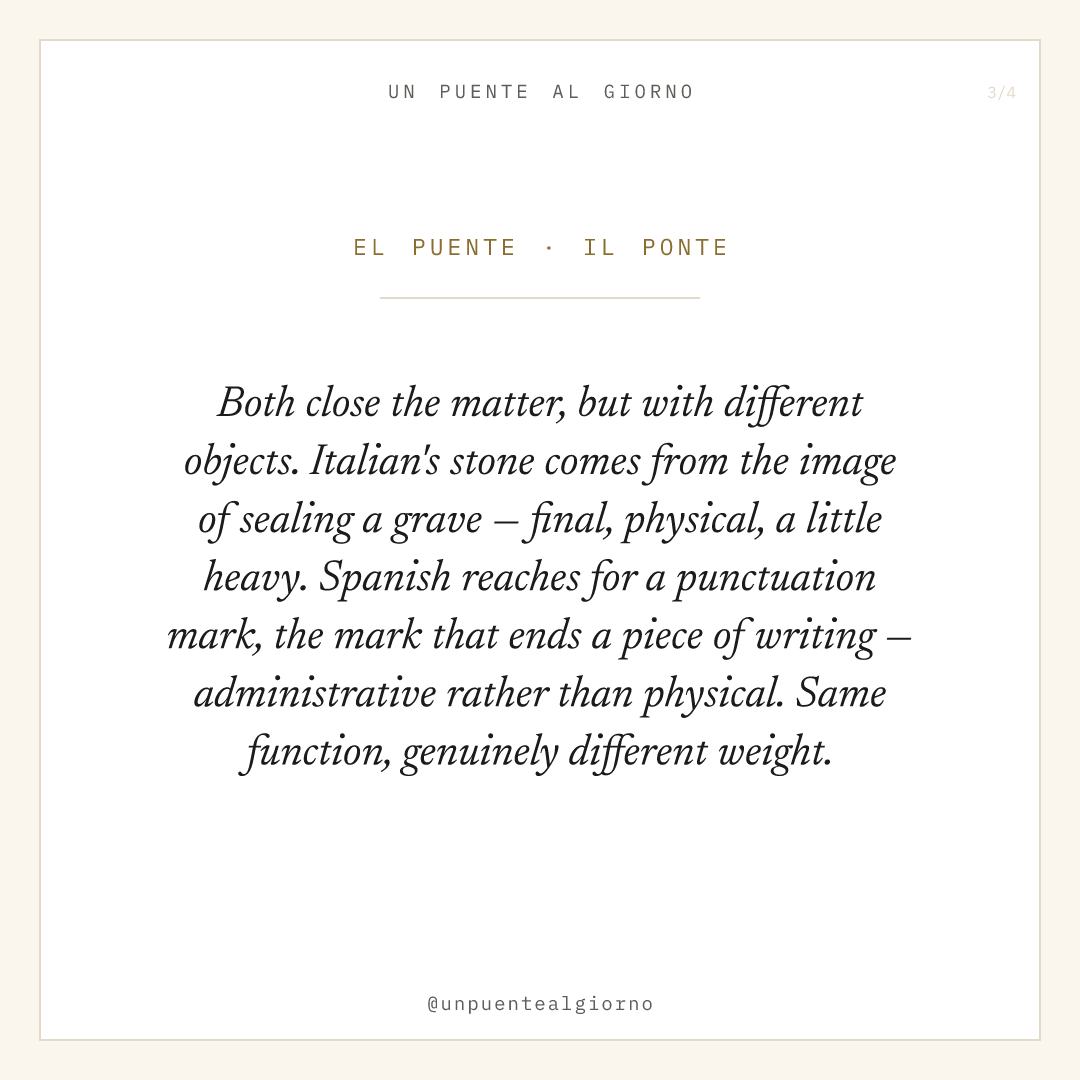 UN PUENTE AL GIORNO
3/4
EL PUENTE · IL PONTE
Both close the matter, but with different
objects. Italian's stone comes from the image
of sealing a grave — final, physical, a little
heavy. Spanish reaches for a punctuation
mark, the mark that ends a piece of writing —
administrative rather than physical. Same
function, genuinely different weight.
@unpuentealgiorno